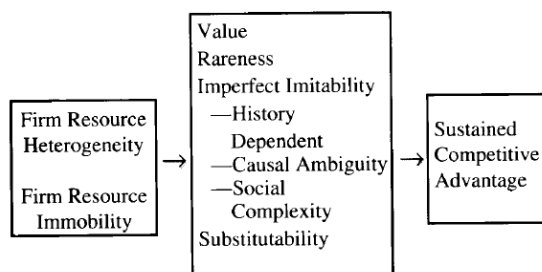 Firm Resource
Heterogeneity
Firm Resource
Immobility
Value
Rareness
Imperfect Imitability
—History
Dependent
—Causal Ambiguity
—Social
Complexity
Substitutability
Sustained
Competitive
Advantage